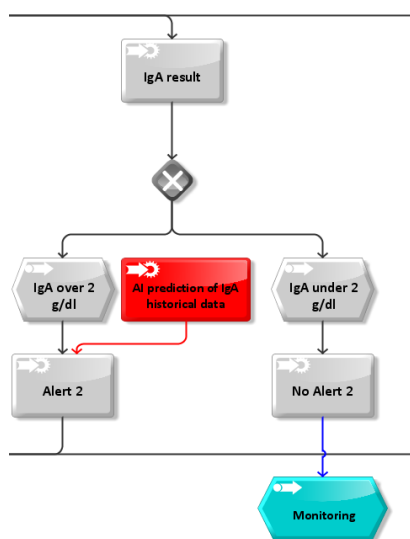 IgA result
IgA over 2
g/dl
AI prediction of IgA
historical data
IgA under 2
g/dl
Alert 2
No Alert 2
Monitoring